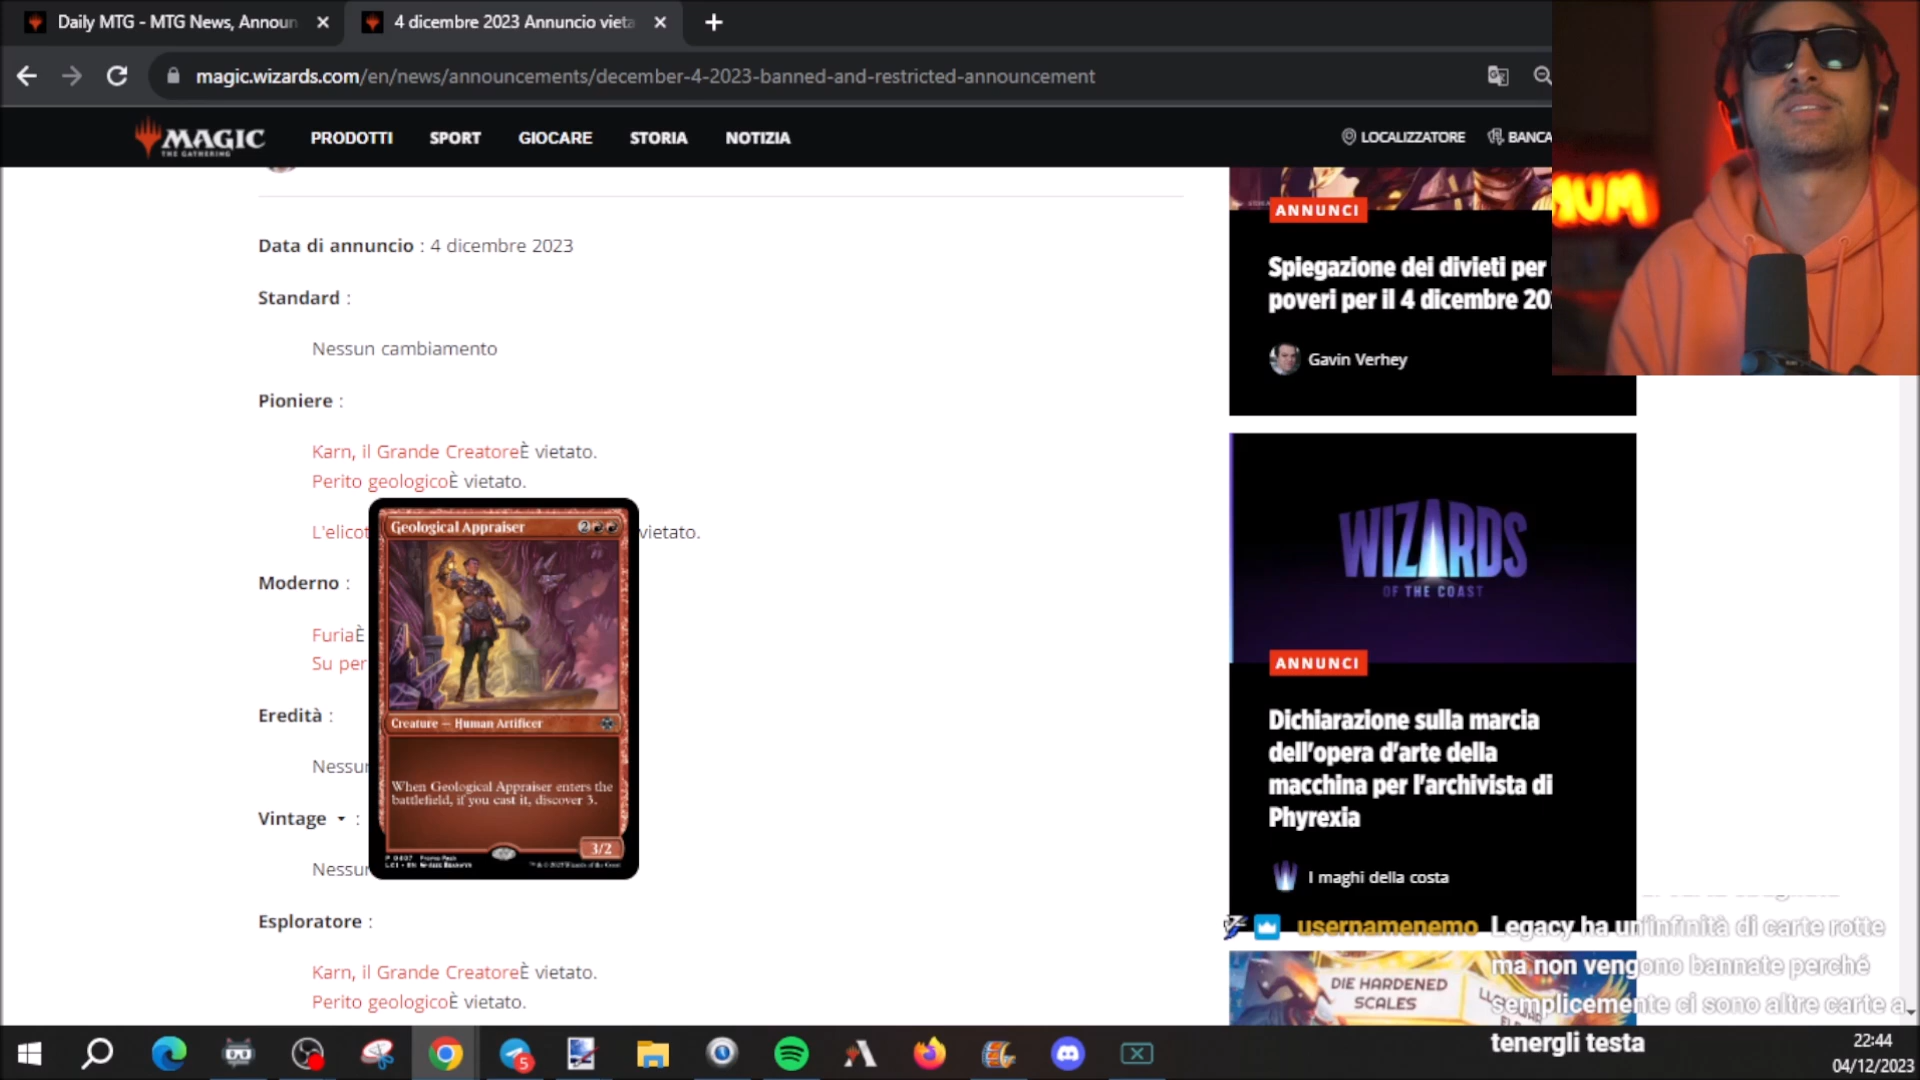 Daily MTG - MTG News, Announ
4 dicembre 2023 Annuncio vieta
magic.wizards.com/en/news/announcements/december-4-2023-banned-and-restricted-announcement
MAGIC
THE GATHERING
PRODOTTI
SPORT
GIOCARE
STORIA
NOTIZIA
LOCALIZZATORE
BANCA
Data di annuncio : 4 dicembre 2023
Standard :
Nessun cambiamento
Pioniere :
Karn, il Grande CreatoreÈ vietato.
Perito geologicoÈ vietato.
L'elicot
vietato.
Moderno :
FuriaÈ
Su per
Eredità :
Nessur
Vintage :
Nessur
Esploratore :
Karn, il Grande CreatoreÈ vietato.
Perito geologicoÈ vietato.
Geological Appraiser 2
Creature — Human Artificer
When Geological Appraiser enters the
battlefield, if you cast it, discover 3.
3/2
ANNUNCI
Spiegazione dei divieti per
poveri per il 4 dicembre 20
Gavin Verhey
WIZARDS
OF THE COAST
ANNUNCI
Dichiarazione sulla marcia
dell'opera d'arte della
macchina per l'archivista di
Phyrexia
I maghi della costa
DIE HARDENED
SCALES
usernamenemo Legacy ha un'infinità di carte rotte
ma non vengono bannate perché
semplicemente ci sono altre carte a
tenergli testa
5
22:44
04/12/2023